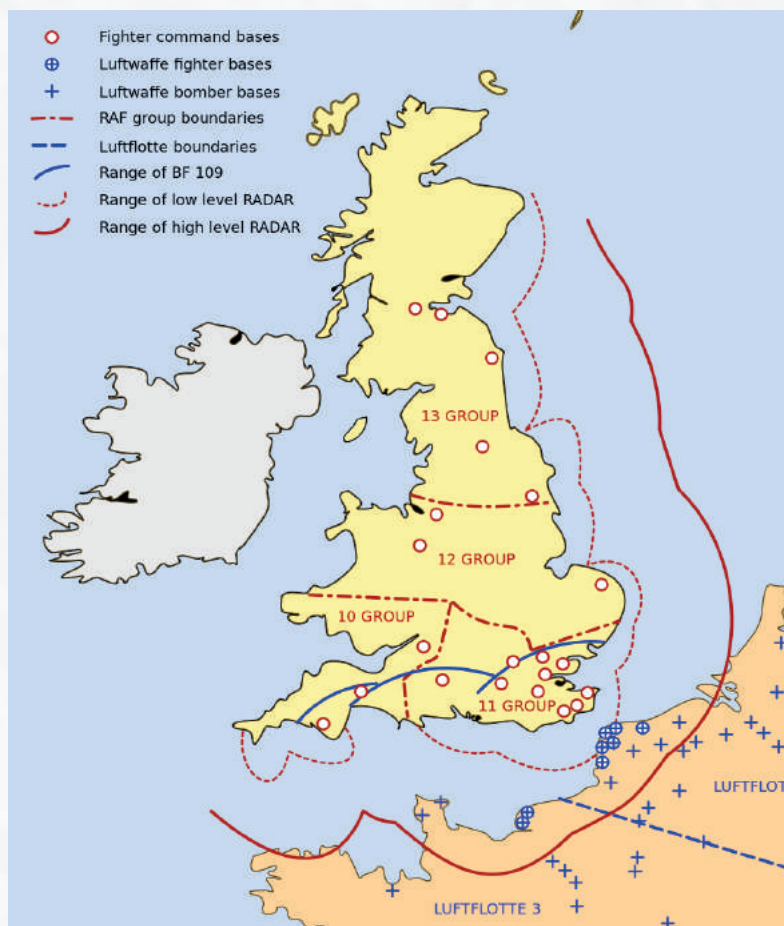 Fighter command bases
Luftwaffe fighter bases
Luftwaffe bomber bases
RAF group boundaries
Luftflotte boundaries
Range of BF 109
Range of low level RADAR
Range of high level RADAR
13 GROUP
12 GROUP
10 GROUP
11 GROUP
LUFTFLOT
LUFTFLOTTE 3